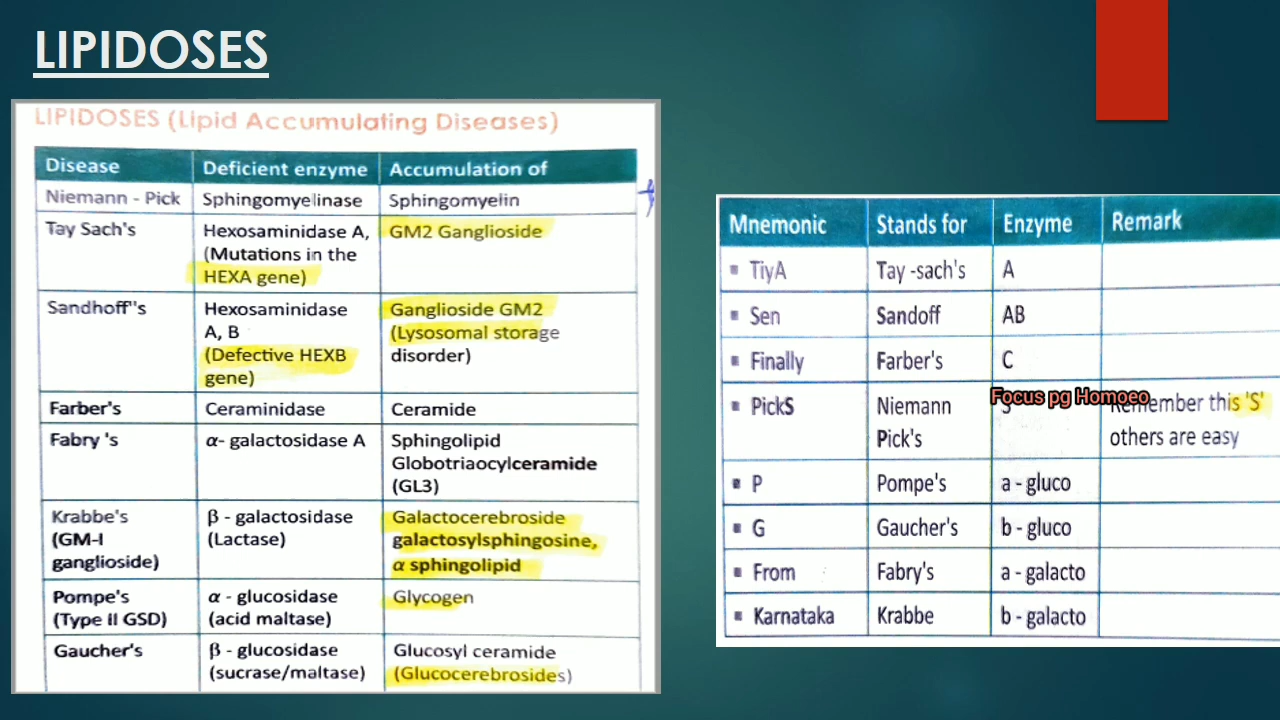 LIPIDOSES
LIPIDOSES (Lipid Accumulating Diseases)
Disease Deficient enzyme Accumulation of
Niemann - Pick Sphingomyelinase Sphingomyelin
Tay Sach's Hexosaminidase A, GM2 Ganglioside
(Mutations in the
HEXA gene)
Sandhoff"s Hexosaminidase Ganglioside GM2
A, B (Lysosomal storage
(Defective HEXB disorder)
gene)
Farber's Ceraminidase Ceramide
Fabry 's α- galactosidase A Sphingolipid
Globotriaocylceramide
(GL3)
Krabbe's β - galactosidase Galactocerebroside
(GM-I (Lactase) galactosylsphingosine,
ganglioside) α sphingolipid
Pompe's α - glucosidase Glycogen
(Type II GSD) (acid maltase)
Gaucher's β - glucosidase Glucosyl ceramide
(sucrase/maltase) (Glucocerebrosides)
Mnemonic Stands for Enzyme Remark
▪ TiyA Tay -sach's A
▪ Sen Sandoff AB
▪ Finally Farber's C
Focus pg Homoeo
▪ PickS Niemann S Remember this 'S'
Pick's others are easy
▪ P Pompe's a - gluco
▪ G Gaucher's b - gluco
▪ From Fabry's a - galacto
▪ Karnataka Krabbe b - galacto